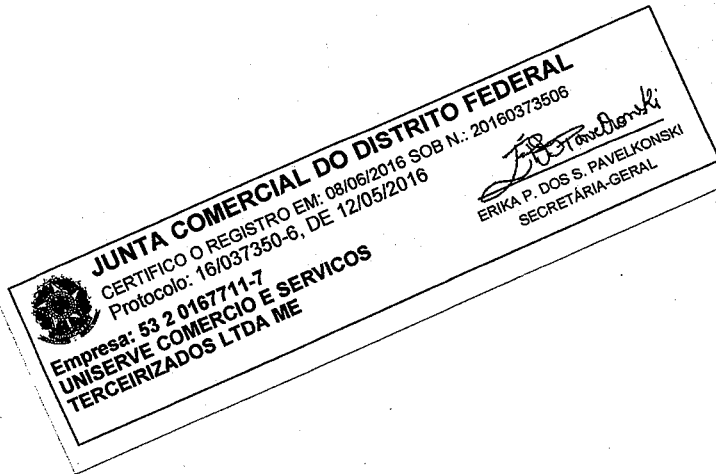 JUNTA COMERCIAL DO DISTRITO FEDERAL
CERTIFICO O REGISTRO EM: 08/06/2016 SOB N.: 20160373506
Protocolo: 16/037350-6, DE 12/05/2016
Empresa: 53 2 0167711-7
UNISERVE COMERCIO E SERVICOS
TERCEIRIZADOS LTDA ME
ERIKA P. DOS S. PAVELKONSKI
SECRETÁRIA-GERAL